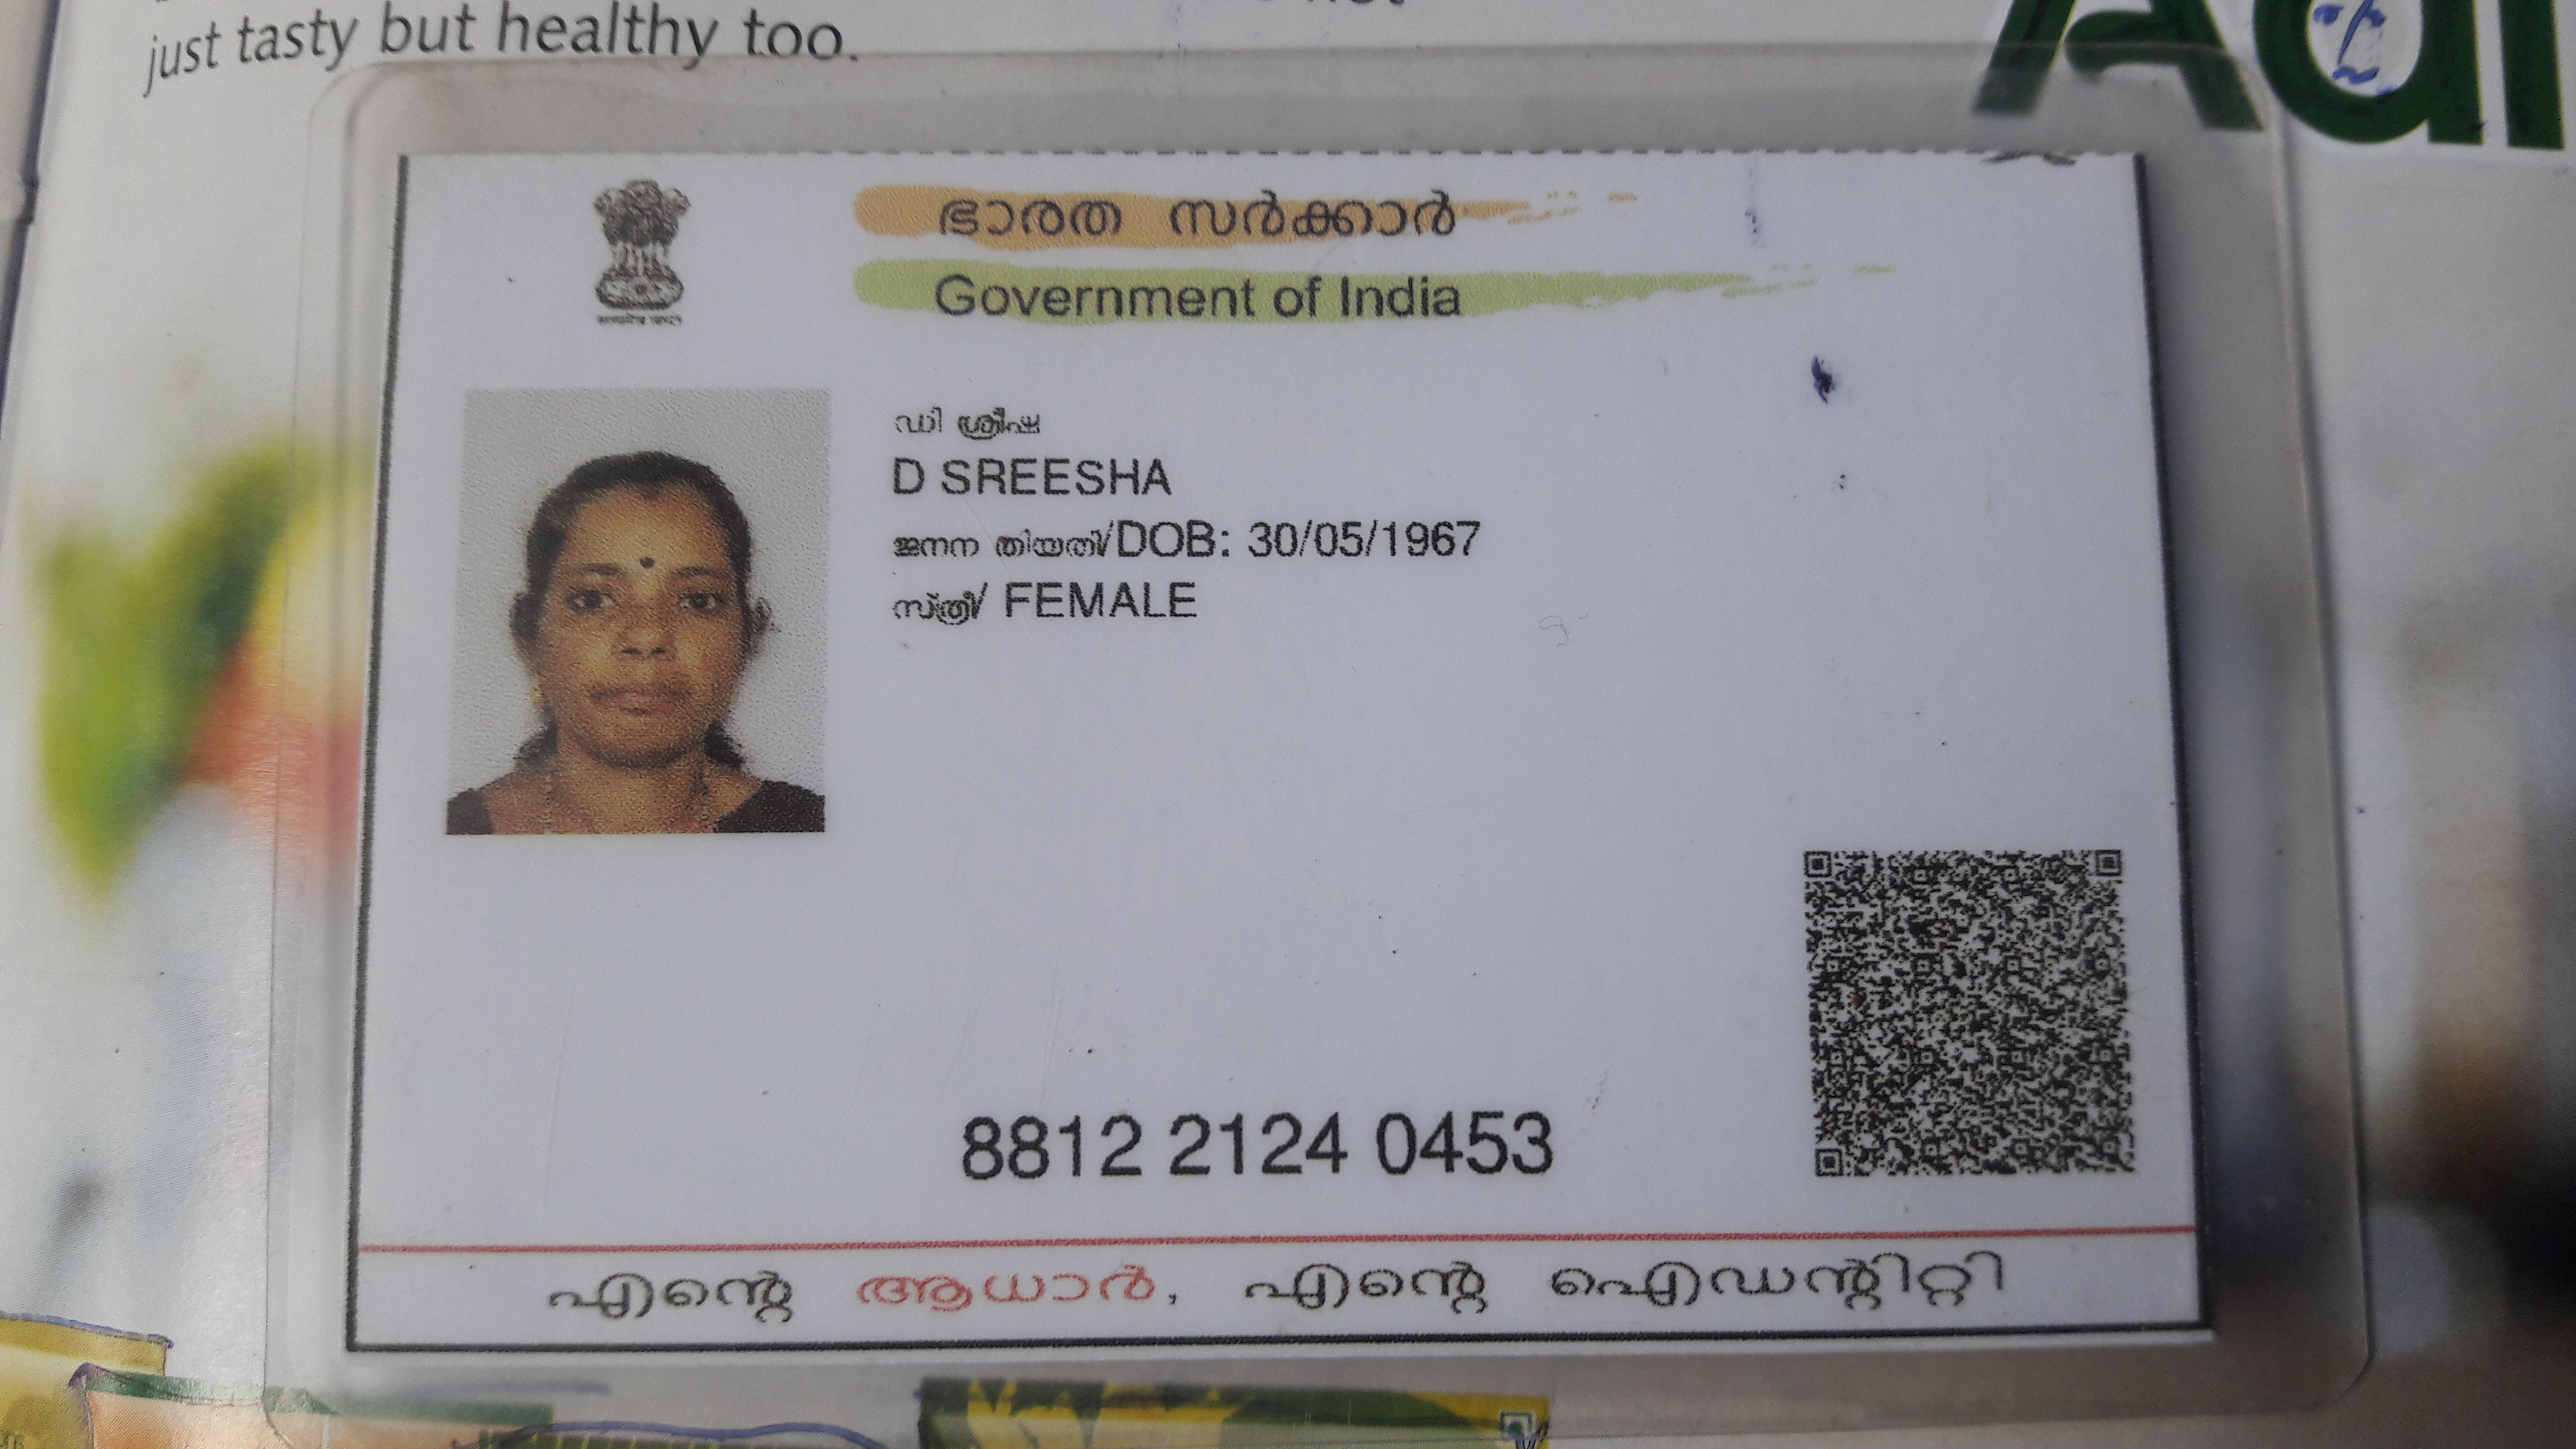 just tasty but healthy too.
ഭാരത സർക്കാർ
Government of India
ഡി ശ്രീഷ
D SREESHA
ജനന തിയതി/DOB: 30/05/1967
സ്ത്രീ/ FEMALE
8812 2124 0453
എന്റെ ആധാർ, എന്റെ ഐഡന്റിറ്റി